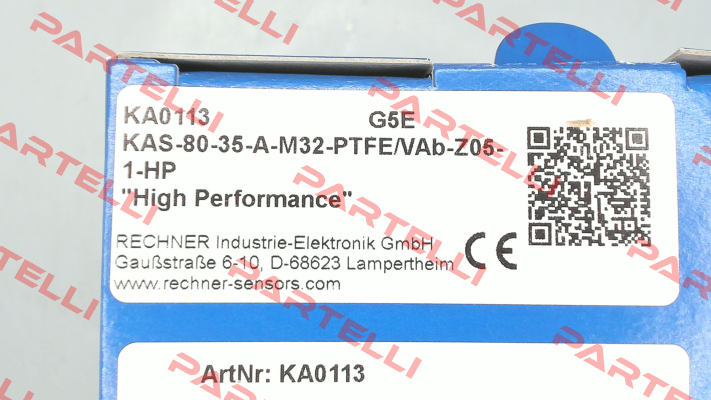 KA0113 G5E
KAS-80-35-A-M32-PTFE/VAb-Z05-
1-HP
"High Performance"
RECHNER Industrie-Elektronik GmbH
Gaußstraße 6-10, D-68623 Lampertheim
www.rechner-sensors.com
CE
ArtNr: KA0113
PARTELLI
PARTELLI
PARTELLI
PARTELLI
PARTELLI
PARTELLI
PARTELLI